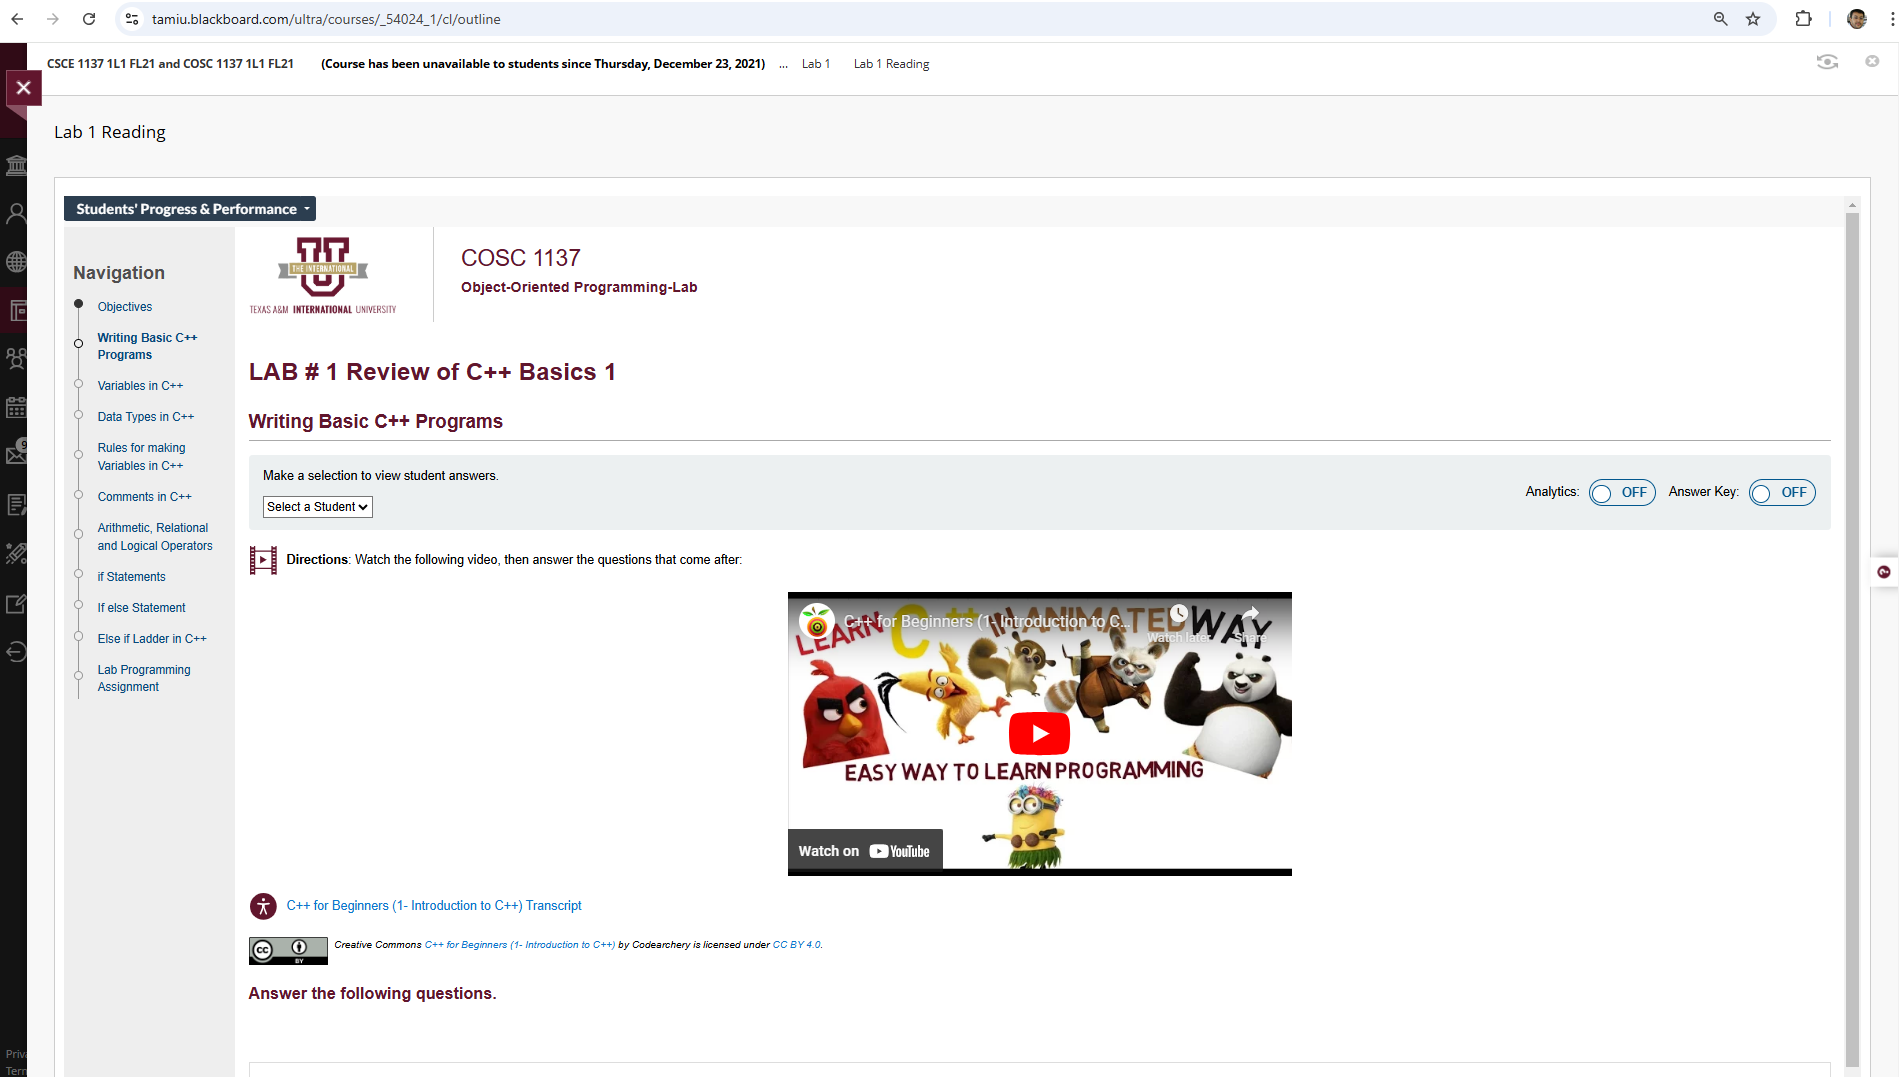 tamiu.blackboard.com/ultra/courses/_54024_1/cl/outline
CSCE 1137 1L1 FL21 and COSC 1137 1L1 FL21 (Course has been unavailable to students since Thursday, December 23, 2021) ... Lab 1 Lab 1 Reading
Lab 1 Reading
Students' Progress & Performance
Navigation
Objectives
Writing Basic C++
Programs
Variables in C++
Data Types in C++
Rules for making
Variables in C++
Comments in C++
Arithmetic, Relational
and Logical Operators
if Statements
If else Statement
Else if Ladder in C++
Lab Programming
Assignment
U
THE INTERNATIONAL
TEXAS A&M INTERNATIONAL UNIVERSITY
COSC 1137
Object-Oriented Programming-Lab
LAB # 1 Review of C++ Basics 1
Writing Basic C++ Programs
Make a selection to view student answers.
Select a Student
Analytics: OFF Answer Key: OFF
Directions: Watch the following video, then answer the questions that come after:
C++ for Beginners (1- Introduction to C...
Watch later Share
LEARN C++ IN ANIMATED WAY
EASY WAY TO LEARN PROGRAMMING
Watch on YouTube
C++ for Beginners (1- Introduction to C++) Transcript
cc BY
Creative Commons C++ for Beginners (1- Introduction to C++) by Codearchery is licensed under CC BY 4.0.
Answer the following questions.
9
?